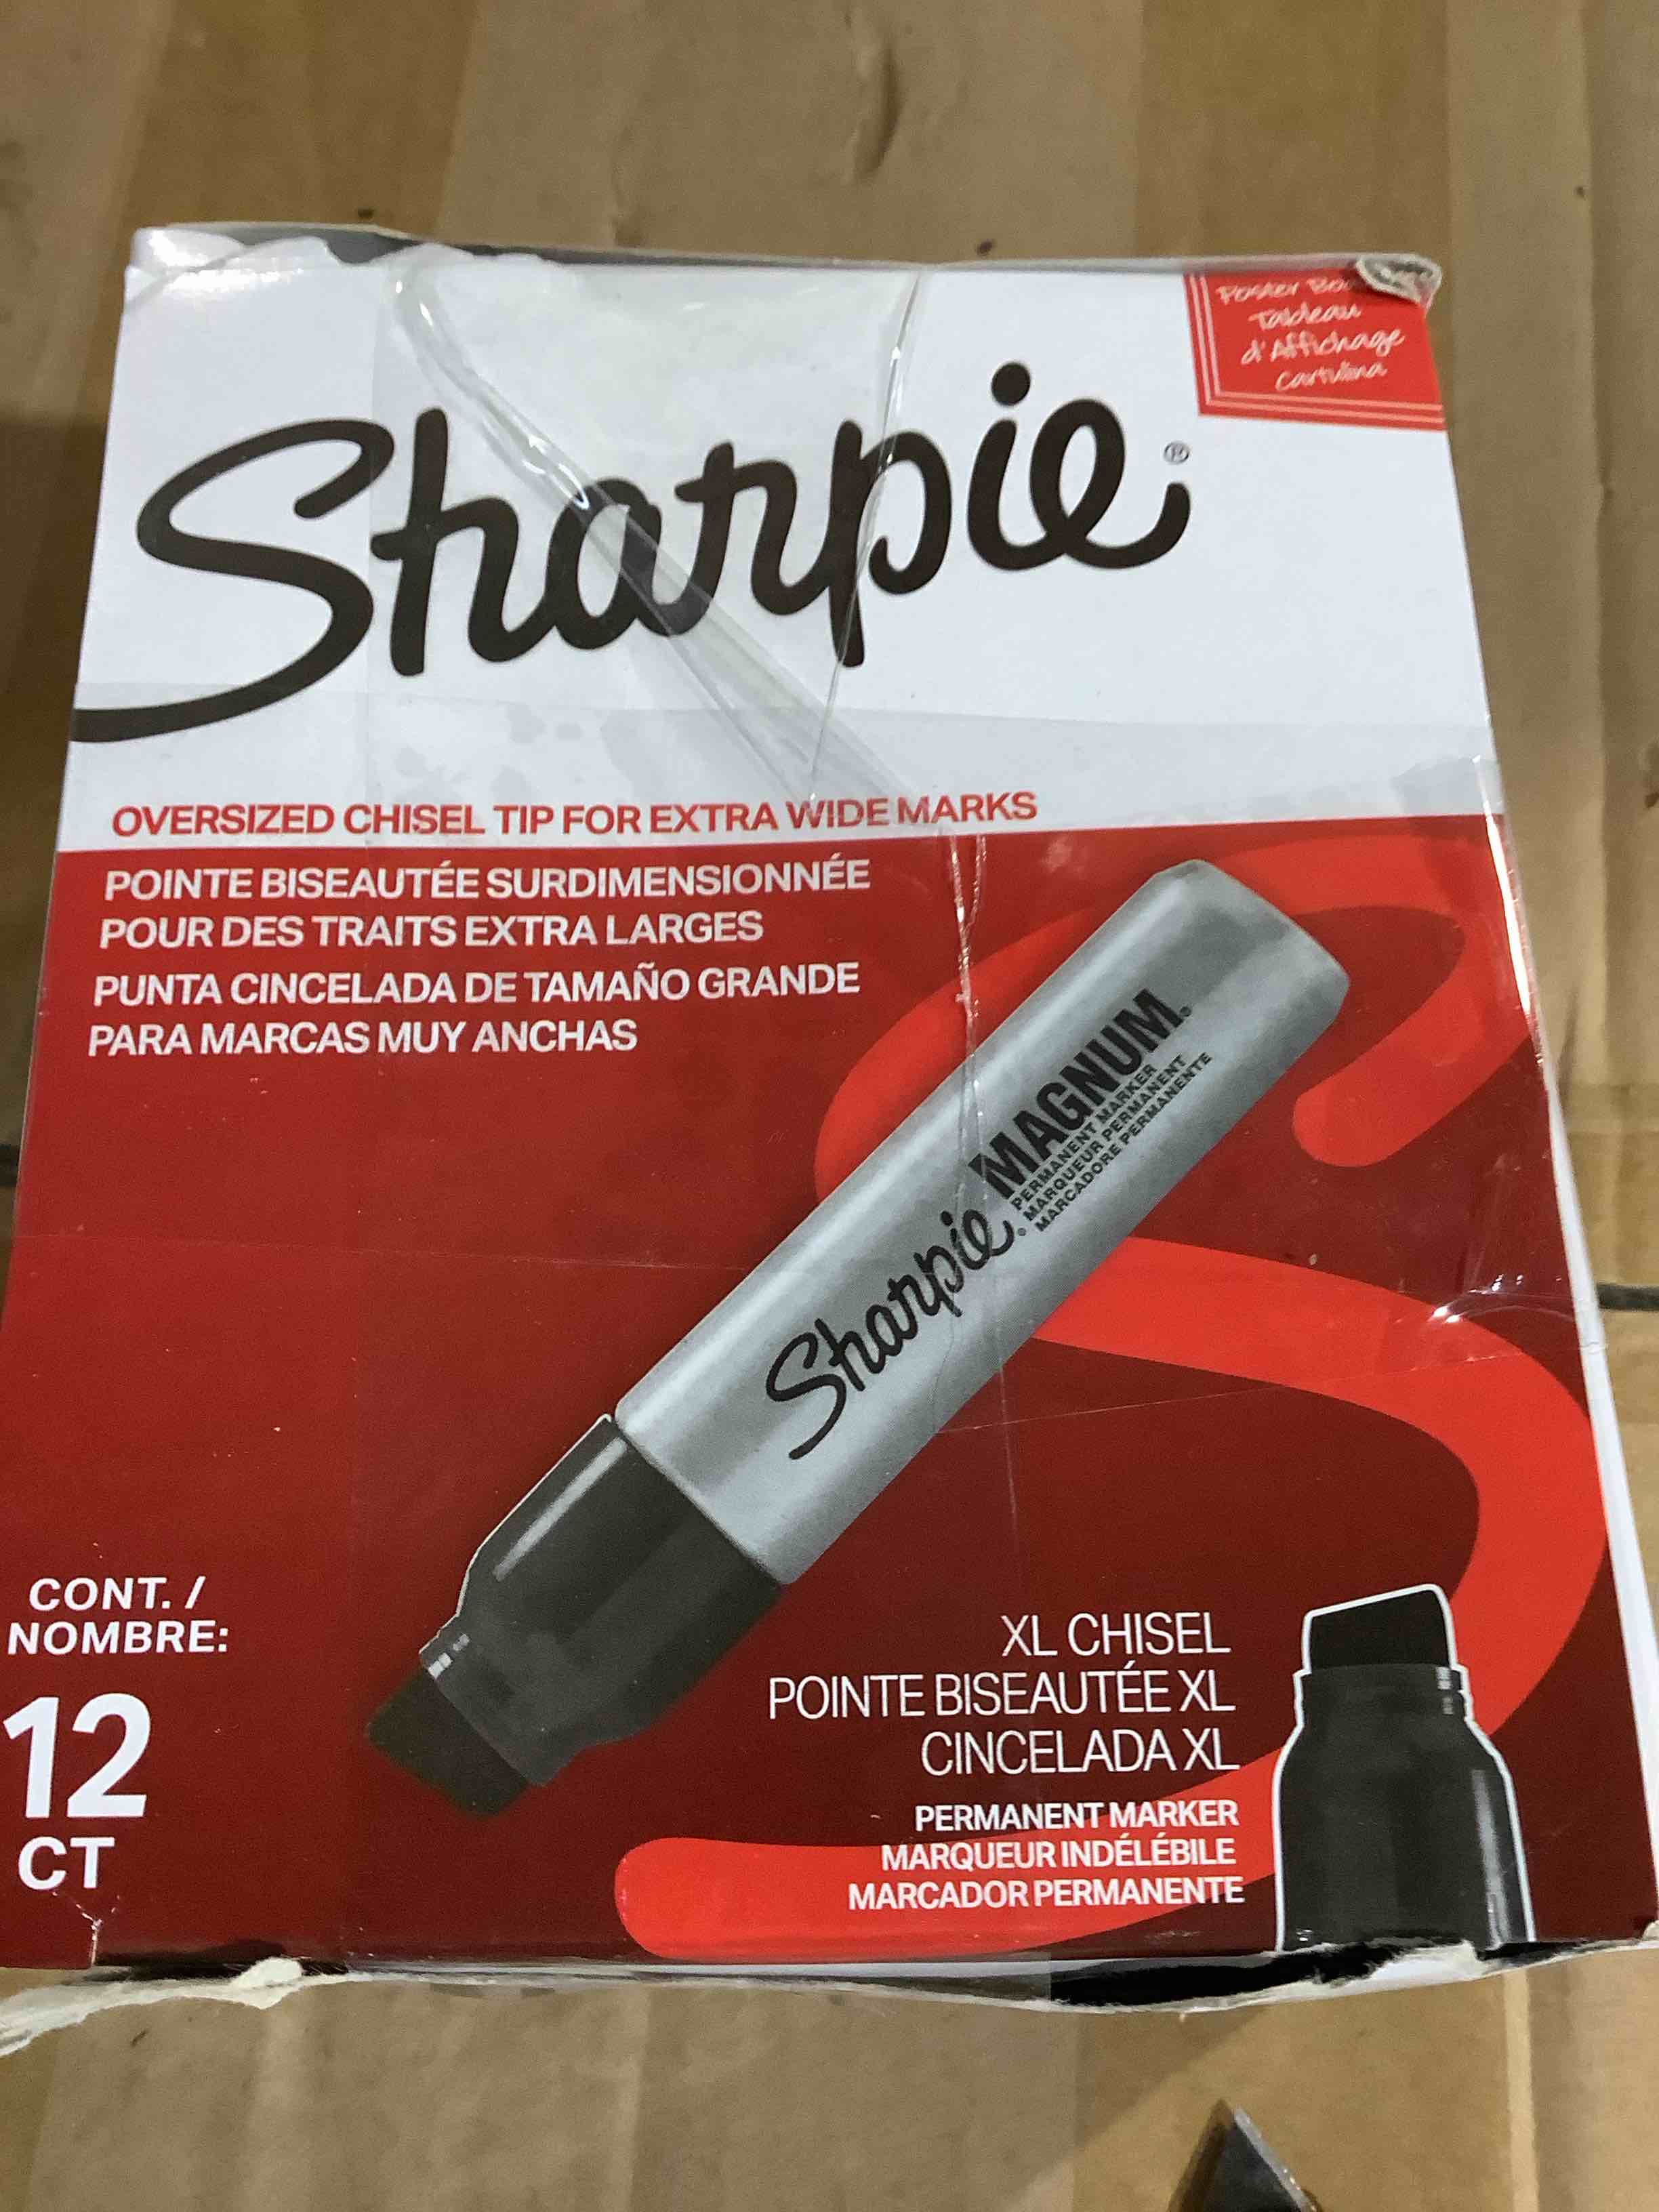 Poster
Tableau
d'Affichage
Cartulina
Sharpie®
OVERSIZED CHISEL TIP FOR EXTRA WIDE MARKS
POINTE BISEAUTÉE SURDIMENSIONNÉE
POUR DES TRAITS EXTRA LARGES
PUNTA CINCELADA DE TAMAÑO GRANDE
PARA MARCAS MUY ANCHAS
Sharpie® MAGNUM®
PERMANENT MARKER
MARQUEUR PERMANENT
MARCADORE PERMANENTE
CONT. /
NOMBRE:
12
CT
XL CHISEL
POINTE BISEAUTÉE XL
CINCELADA XL
PERMANENT MARKER
MARQUEUR INDÉLÉBILE
MARCADOR PERMANENTE